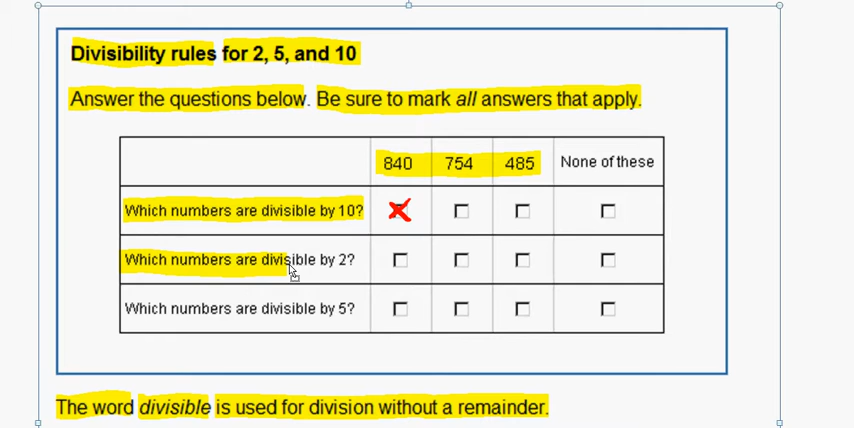 Divisibility rules for 2, 5, and 10
Answer the questions below. Be sure to mark all answers that apply.
840 754 485 None of these
Which numbers are divisible by 10?
Which numbers are divisible by 2?
Which numbers are divisible by 5?
The word divisible is used for division without a remainder.